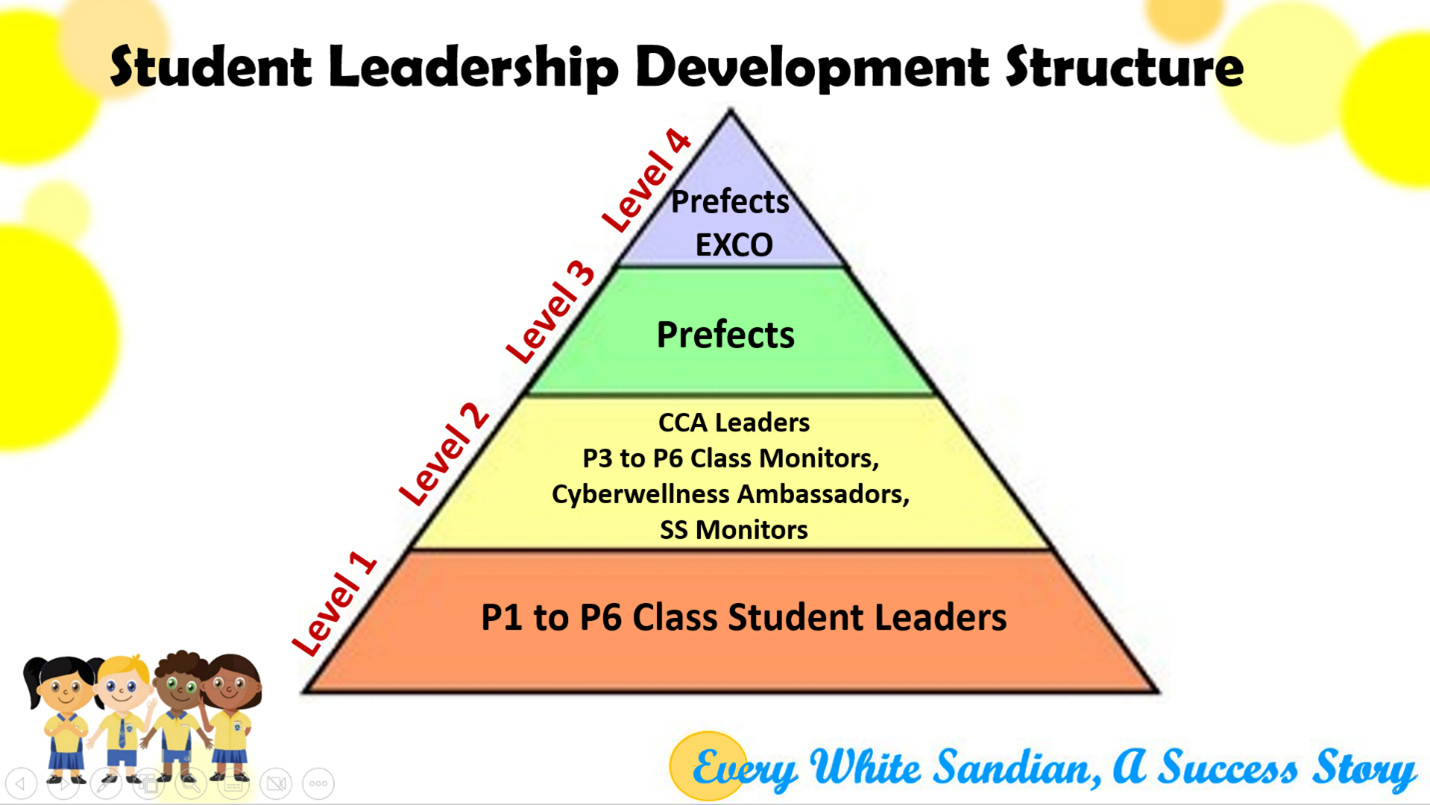 Student Leadership Development Structure
Level 4
Prefects
EXCO
Level 3
Prefects
Level 2
CCA Leaders
P3 to P6 Class Monitors,
Cyberwellness Ambassadors,
SS Monitors
Level 1
P1 to P6 Class Student Leaders
Every White Sandian, A Success Story